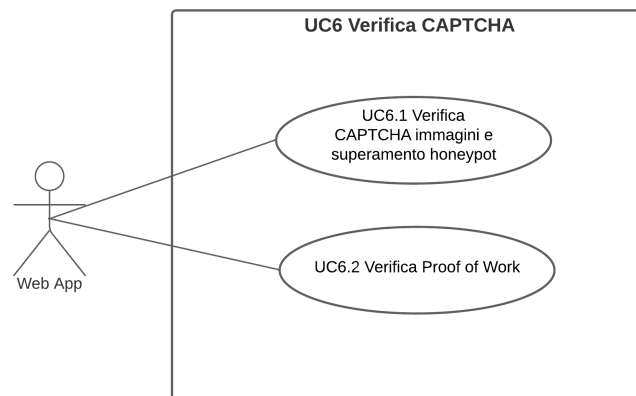 UC6 Verifica CAPTCHA
UC6.1 Verifica
CAPTCHA immagini e
superamento honeypot
UC6.2 Verifica Proof of Work
Web App